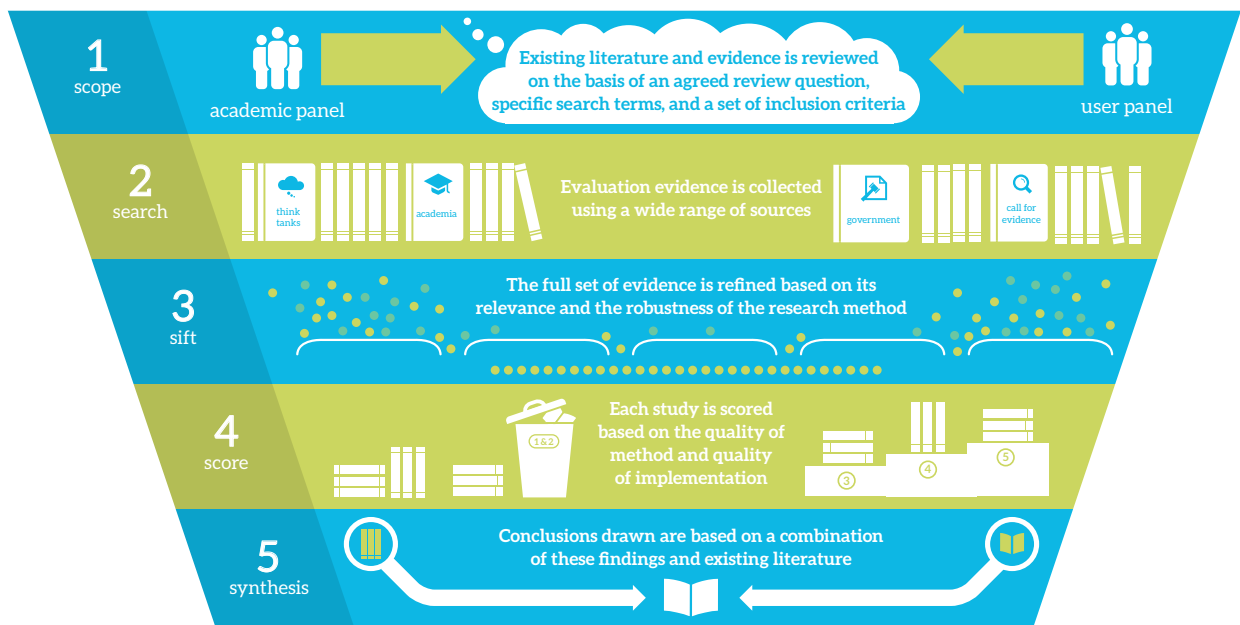 1
scope
academic panel
Existing literature and evidence is reviewed
on the basis of an agreed review question,
specific search terms, and a set of inclusion criteria
user panel
2
search
think
tanks
academia
Evaluation evidence is collected
using a wide range of sources
government
call for
evidence
3
sift
The full set of evidence is refined based on its
relevance and the robustness of the research method
4
score
1&2
Each study is scored
based on the quality of
method and quality
of implementation
3
4
5
5
synthesis
Conclusions drawn are based on a combination
of these findings and existing literature